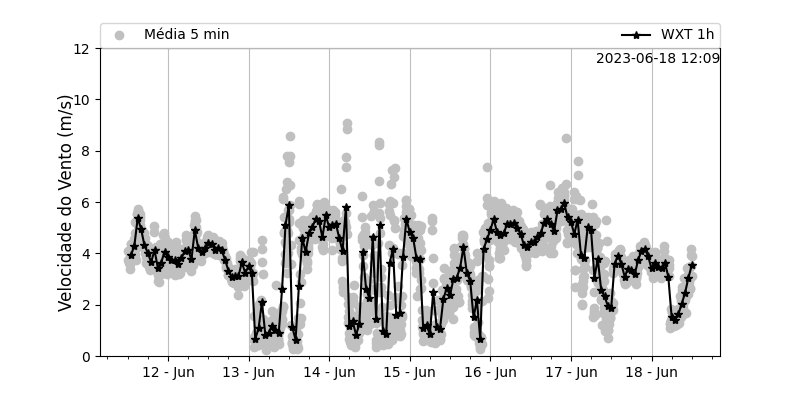 Média 5 min
WXT 1h
2023-06-18 12:09
Velocidade do Vento (m/s)
12
10
8
6
4
2
0
12 - Jun 13 - Jun 14 - Jun 15 - Jun 16 - Jun 17 - Jun 18 - Jun